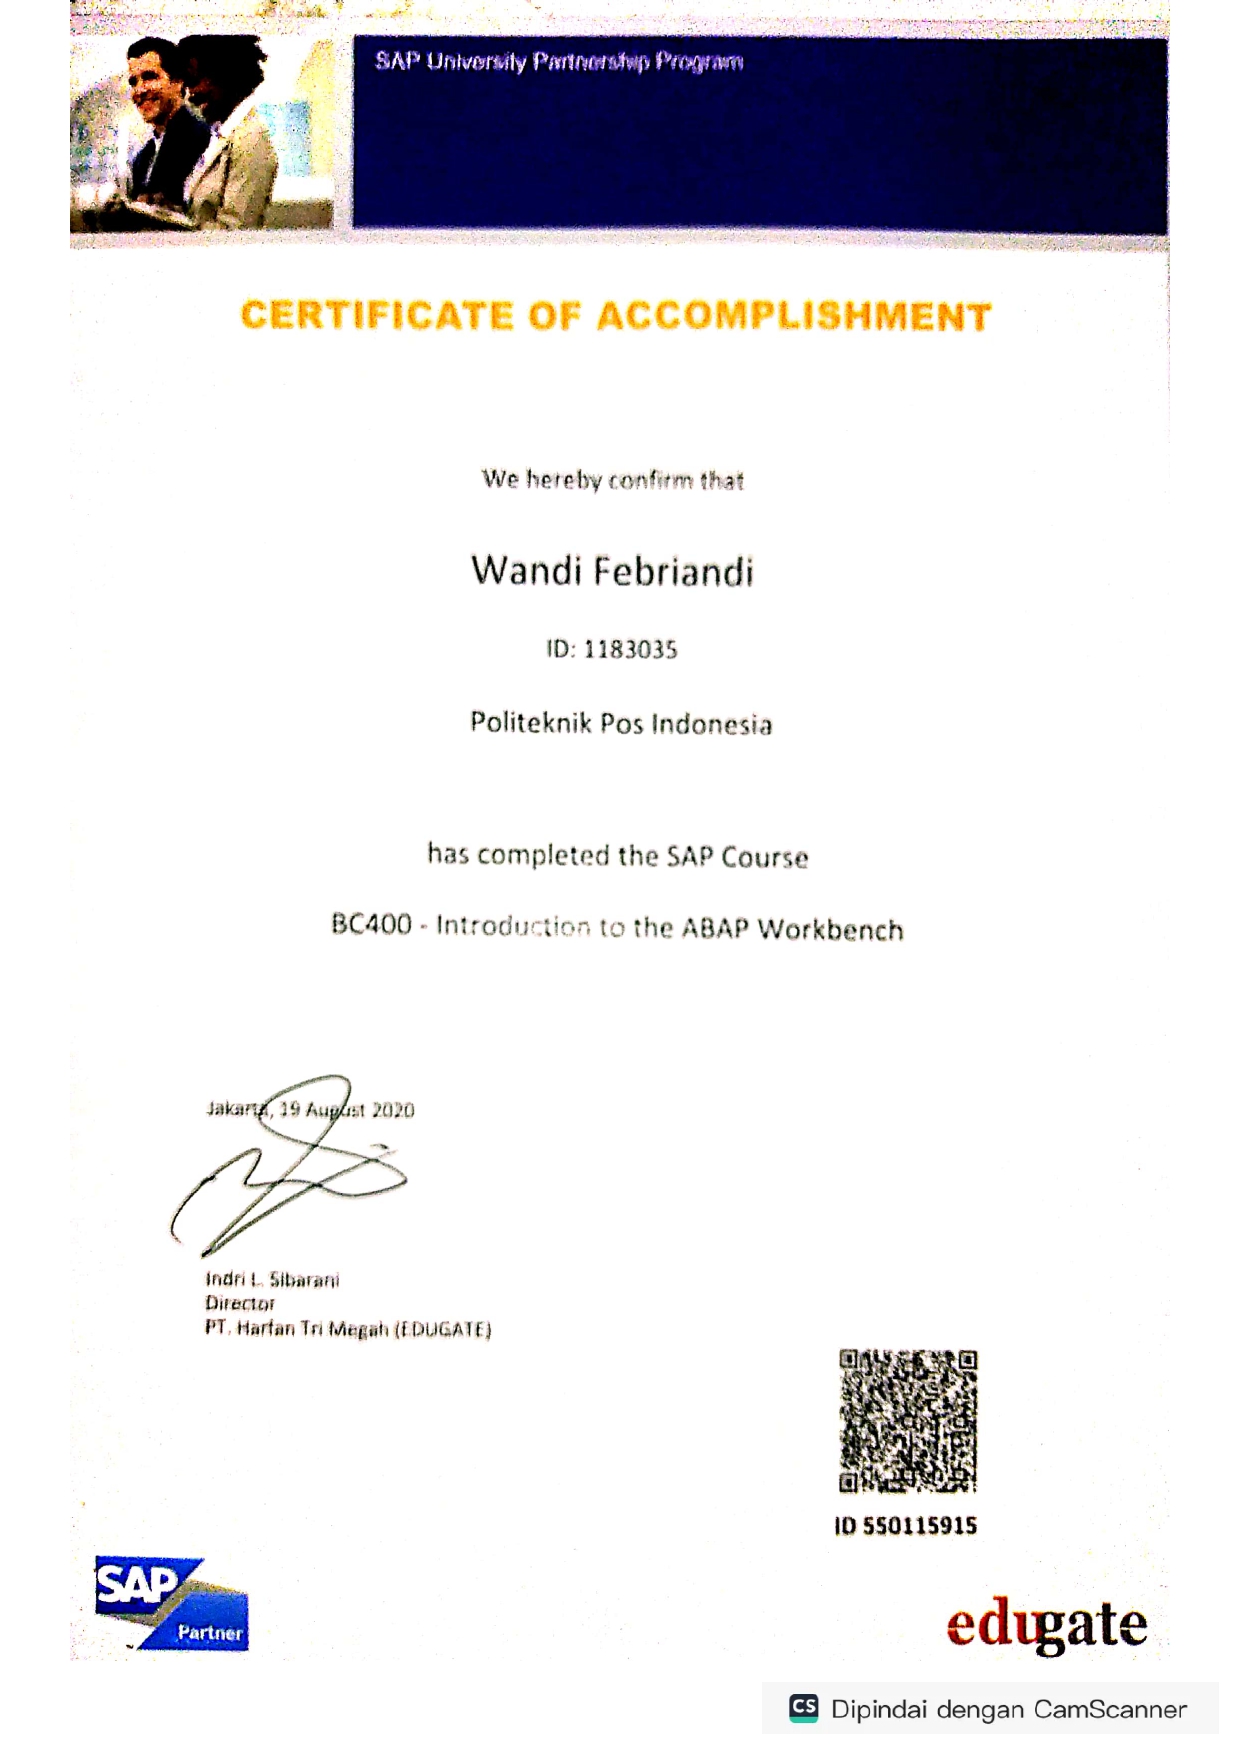 SAP University Partnership Program
CERTIFICATE OF ACCOMPLISHMENT
We hereby confirm that
Wandi Febriandi
ID: 1183035
Politeknik Pos Indonesia
has completed the SAP Course
BC400 - Introduction to the ABAP Workbench
Jakarta, 19 August 2020
Indri L. Sibarani
Director
PT. Harfan Tri Megah (EDUGATE)
ID 550115915
SAP
Partner
edugate
CS Dipindai dengan CamScanner